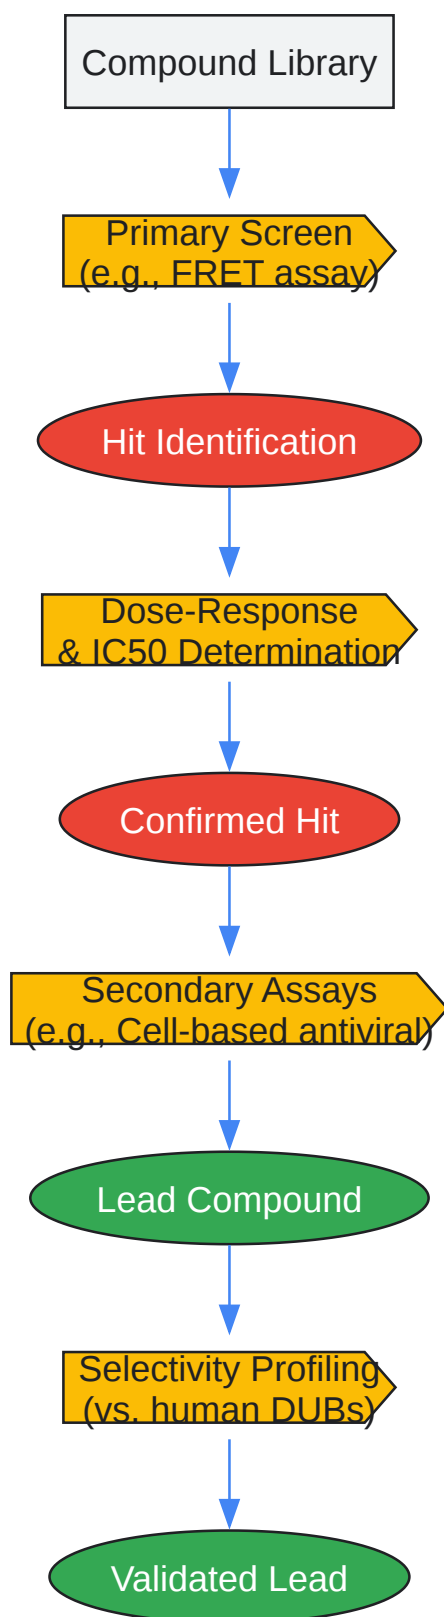 Compound Library
Primary Screen
(e.g., FRET assay)
Hit Identification
Dose-Response
& IC50 Determination
Confirmed Hit
Secondary Assays
(e.g., Cell-based antiviral)
Lead Compound
Selectivity Profiling
(vs. human DUBs)
Validated Lead